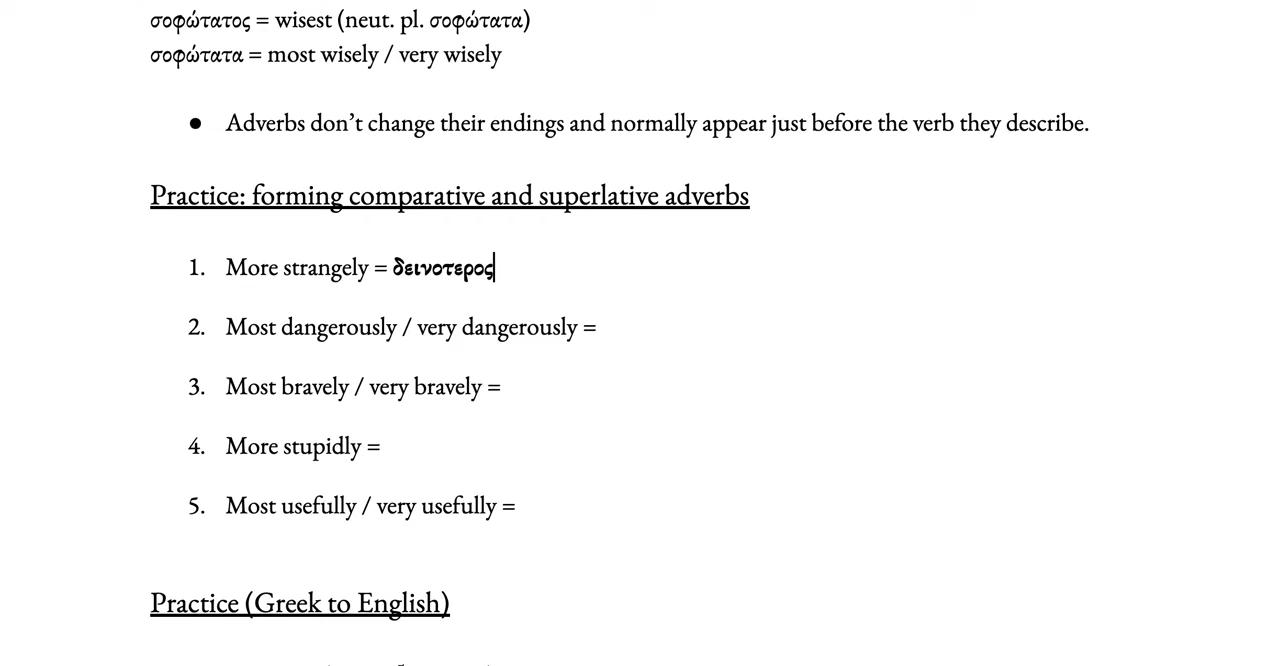 σοφώτατος = wisest (neut. pl. σοφώτατα)
σοφώτατα = most wisely / very wisely
● Adverbs don’t change their endings and normally appear just before the verb they describe.
Practice: forming comparative and superlative adverbs
1. More strangely = δεινοτερος
2. Most dangerously / very dangerously =
3. Most bravely / very bravely =
4. More stupidly =
5. Most usefully / very usefully =
Practice (Greek to English)